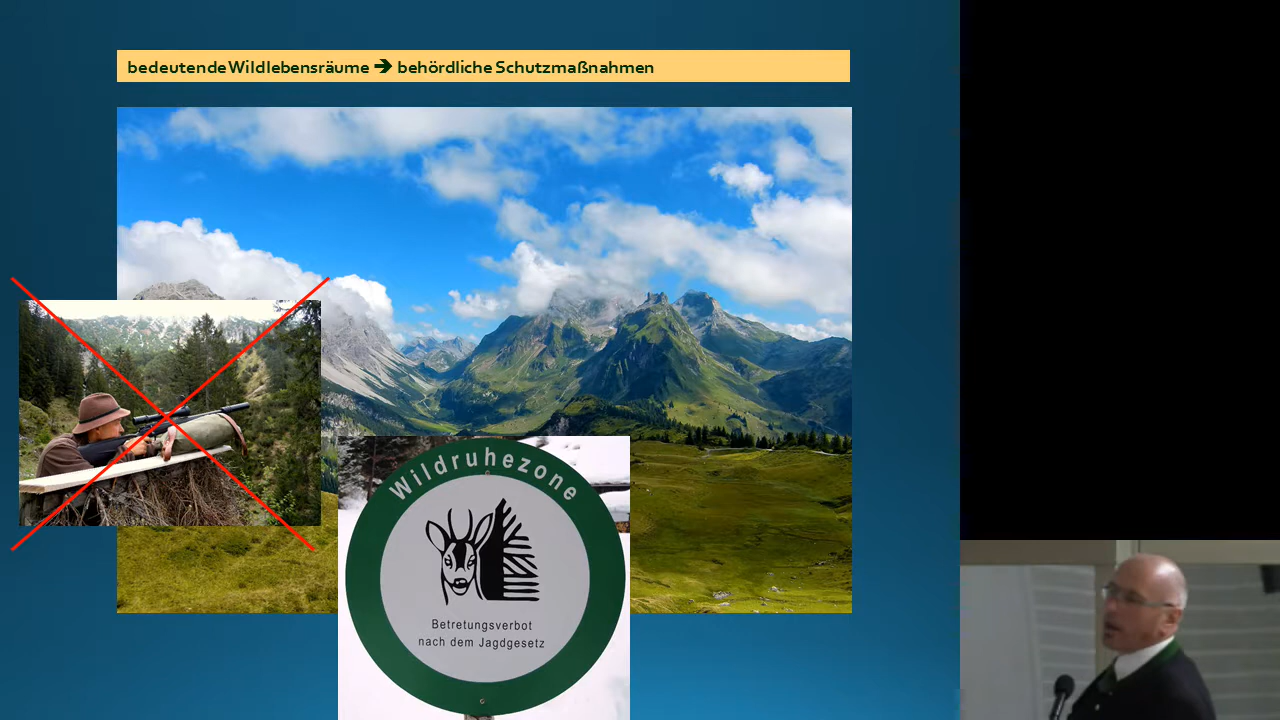 bedeutende Wildlebensräume ➔ behördliche Schutzmaßnahmen
Wildruhezone
Betretungsverbot
nach dem Jagdgesetz